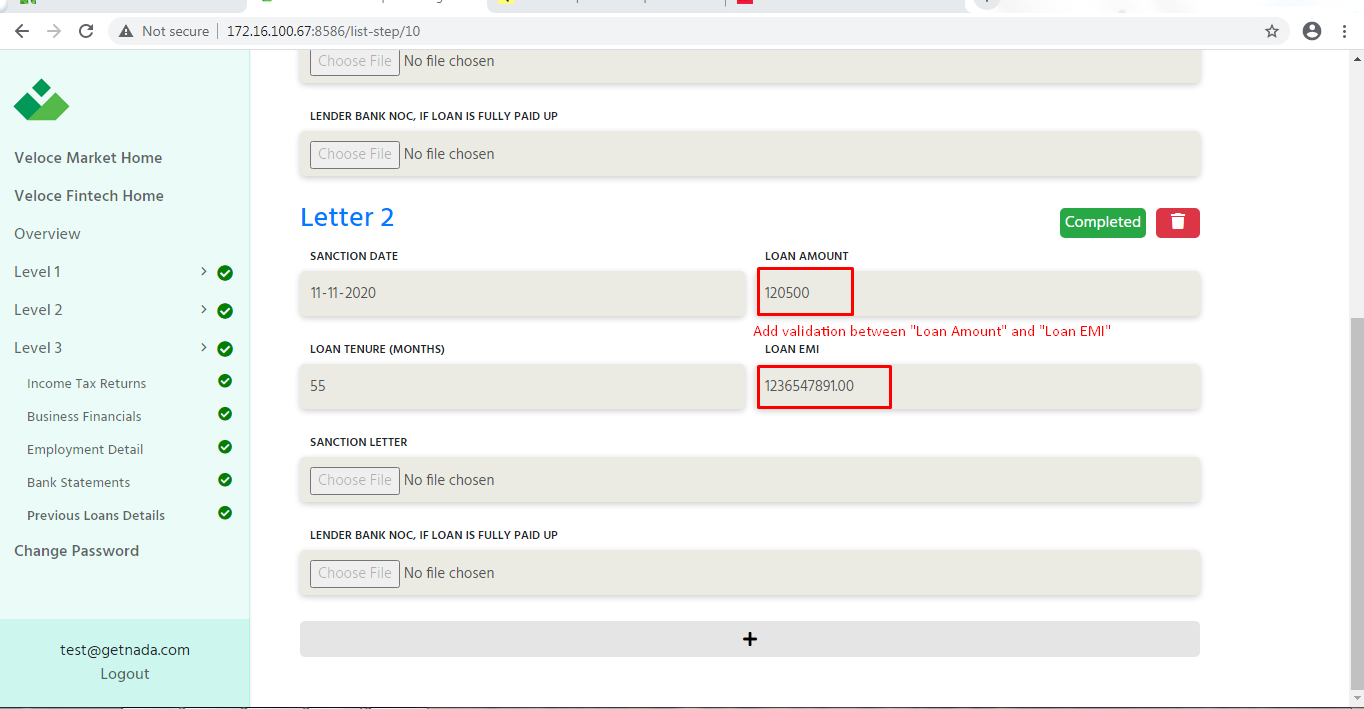 Not secure
172.16.100.67:8586/list-step/10
Veloce Market Home
Veloce Fintech Home
Overview
Level 1
Level 2
Level 3
Income Tax Returns
Business Financials
Employment Detail
Bank Statements
Previous Loans Details
Change Password
test@getnada.com
Logout
Choose File No file chosen
LENDER BANK NOC, IF LOAN IS FULLY PAID UP
Choose File No file chosen
Letter 2
Completed
SANCTION DATE
LOAN AMOUNT
11-11-2020
120500
Add validation between "Loan Amount" and "Loan EMI"
LOAN TENURE (MONTHS)
LOAN EMI
55
1236547891.00
SANCTION LETTER
Choose File No file chosen
LENDER BANK NOC, IF LOAN IS FULLY PAID UP
Choose File No file chosen